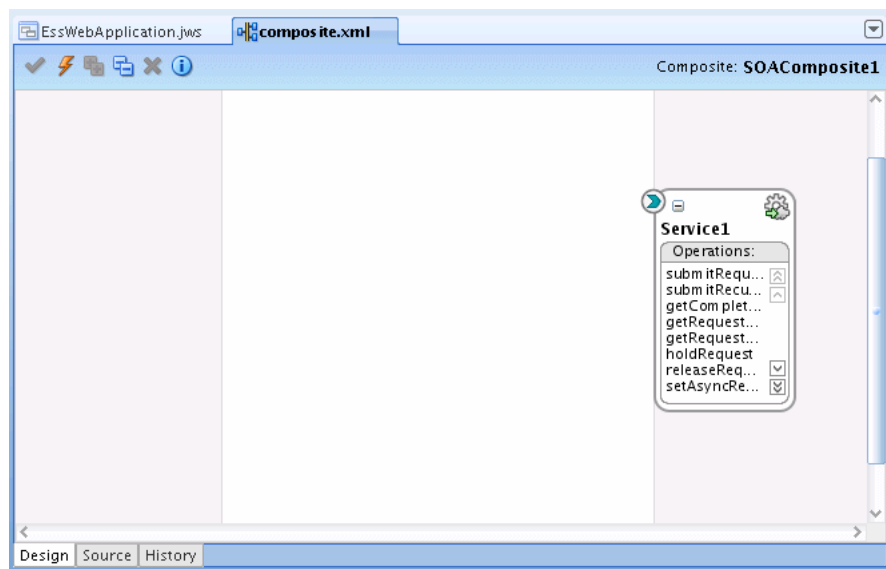 EssWebApplication.jws composite.xml
Composite: SOAComposite1
Service1
Operations:
submitRequ...
submitRecu...
getComplet...
getRequest...
getRequest...
holdRequest
releaseReq...
setAsyncRe...
Design Source History